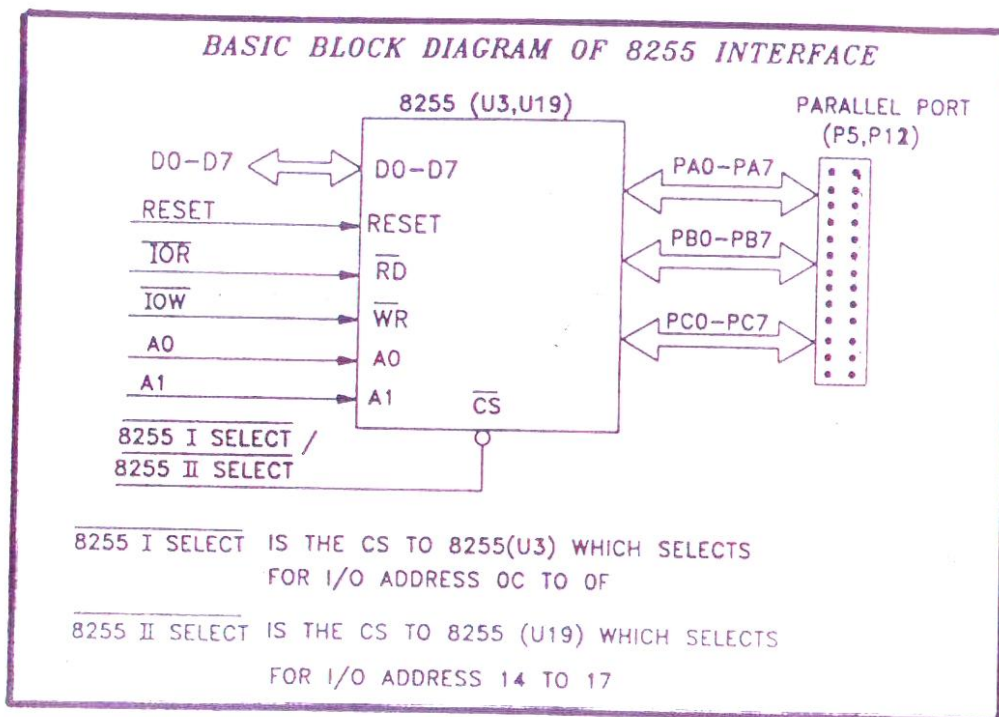 BASIC BLOCK DIAGRAM OF 8255 INTERFACE
8255 (U3,U19)
PARALLEL PORT
(P5,P12)
D0-D7
D0-D7
PA0-PA7
RESET
RESET
IOR
RD
PB0-PB7
IOW
WR
PC0-PC7
A0
A0
A1
A1
CS
8255 I SELECT /
8255 II SELECT
8255 I SELECT IS THE CS TO 8255(U3) WHICH SELECTS
FOR I/O ADDRESS 0C TO 0F
8255 II SELECT IS THE CS TO 8255 (U19) WHICH SELECTS
FOR I/O ADDRESS 14 TO 17